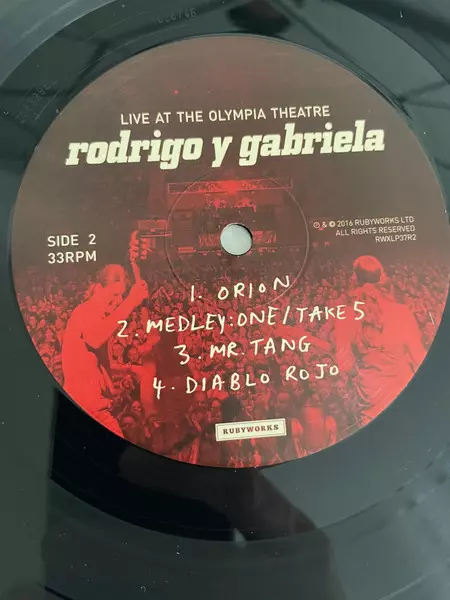 LIVE AT THE OLYMPIA THEATRE
rodrigo y gabriela
SIDE 2
33RPM
℗ & © 2016 RUBYWORKS LTD
ALL RIGHTS RESERVED
RWXLP37R2
1. ORION
2. MEDLEY: ONE / TAKE 5
3. MR. TANG
4. DIABLO ROJO
RUBYWORKS